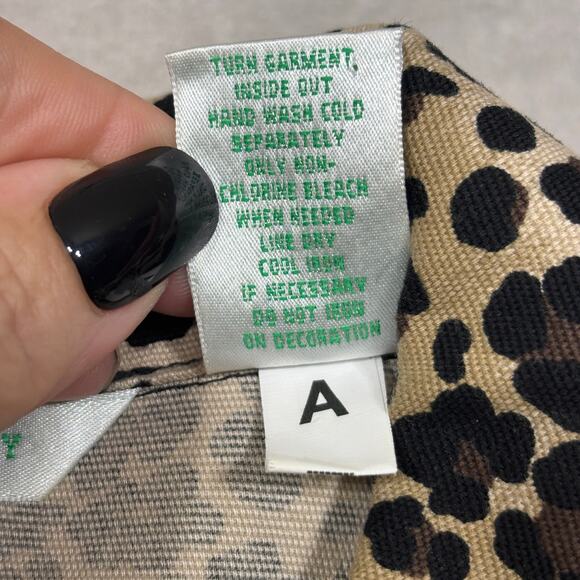 TURN GARMENT,
INSIDE OUT
HAND WASH COLD
SEPARATELY
ONLY NON-
CHLORINE BLEACH
WHEN NEEDED
LINE DRY
COOL IRON
IF NECESSARY
DO NOT IRON
ON DECORATION
A
Y